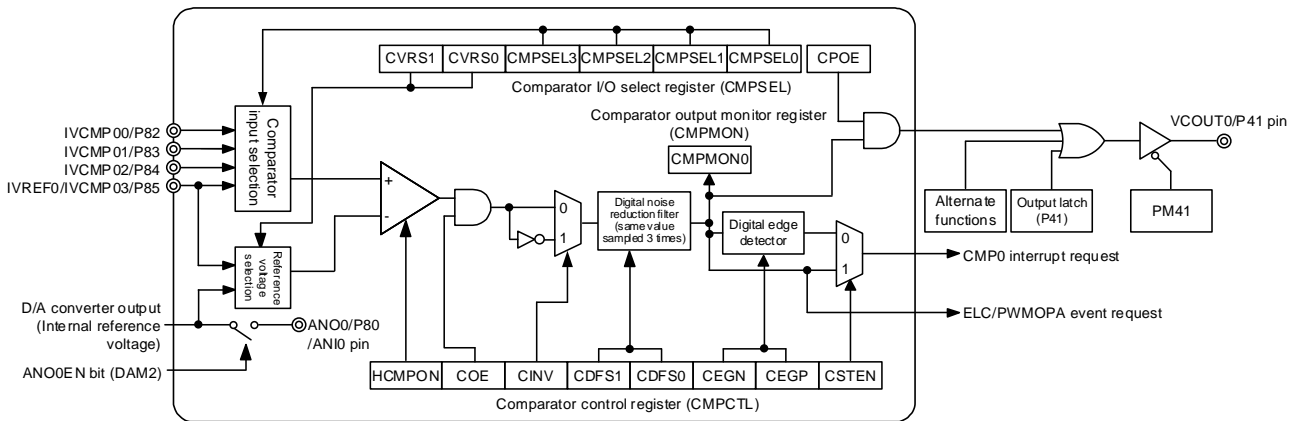 CVRS1 CVRS0 CMPSEL3 CMPSEL2 CMPSEL1 CMPSEL0 CPOE
Comparator I/O select register (CMPSEL)
Comparator
input selection
IVCMP00/P82
IVCMP01/P83
IVCMP02/P84
IVREF0/IVCMP03/P85
Comparator output monitor register
(CMPMON)
CMPMON0
VCOUT0/P41 pin
+
-
0
1
Digital noise
reduction filter
(same value
sampled 3 times)
Digital edge
detector
0
1
Alternate
functions
Output latch
(P41)
PM41
CMP0 interrupt request
ELC/PWMOPA event request
Reference
voltage
selection
D/A converter output
(Internal reference
voltage)
ANO0/P80
/ANI0 pin
ANO0EN bit (DAM2)
HCMPON COE CINV CDFS1 CDFS0 CEGN CEGP CSTEN
Comparator control register (CMPCTL)